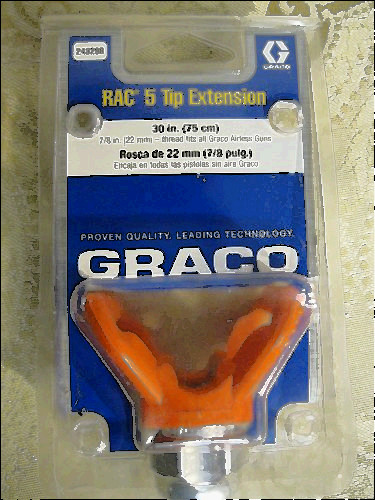 243298
GRACO
RAC® 5 Tip Extension
30 in. (75 cm)
7/8 in. (22 mm) – thread fits all Graco Airless Guns
Rosca de 22 mm (7/8 pulg.)
Encaja en todas las pistolas sin aire Graco
PROVEN QUALITY. LEADING TECHNOLOGY.
GRACO